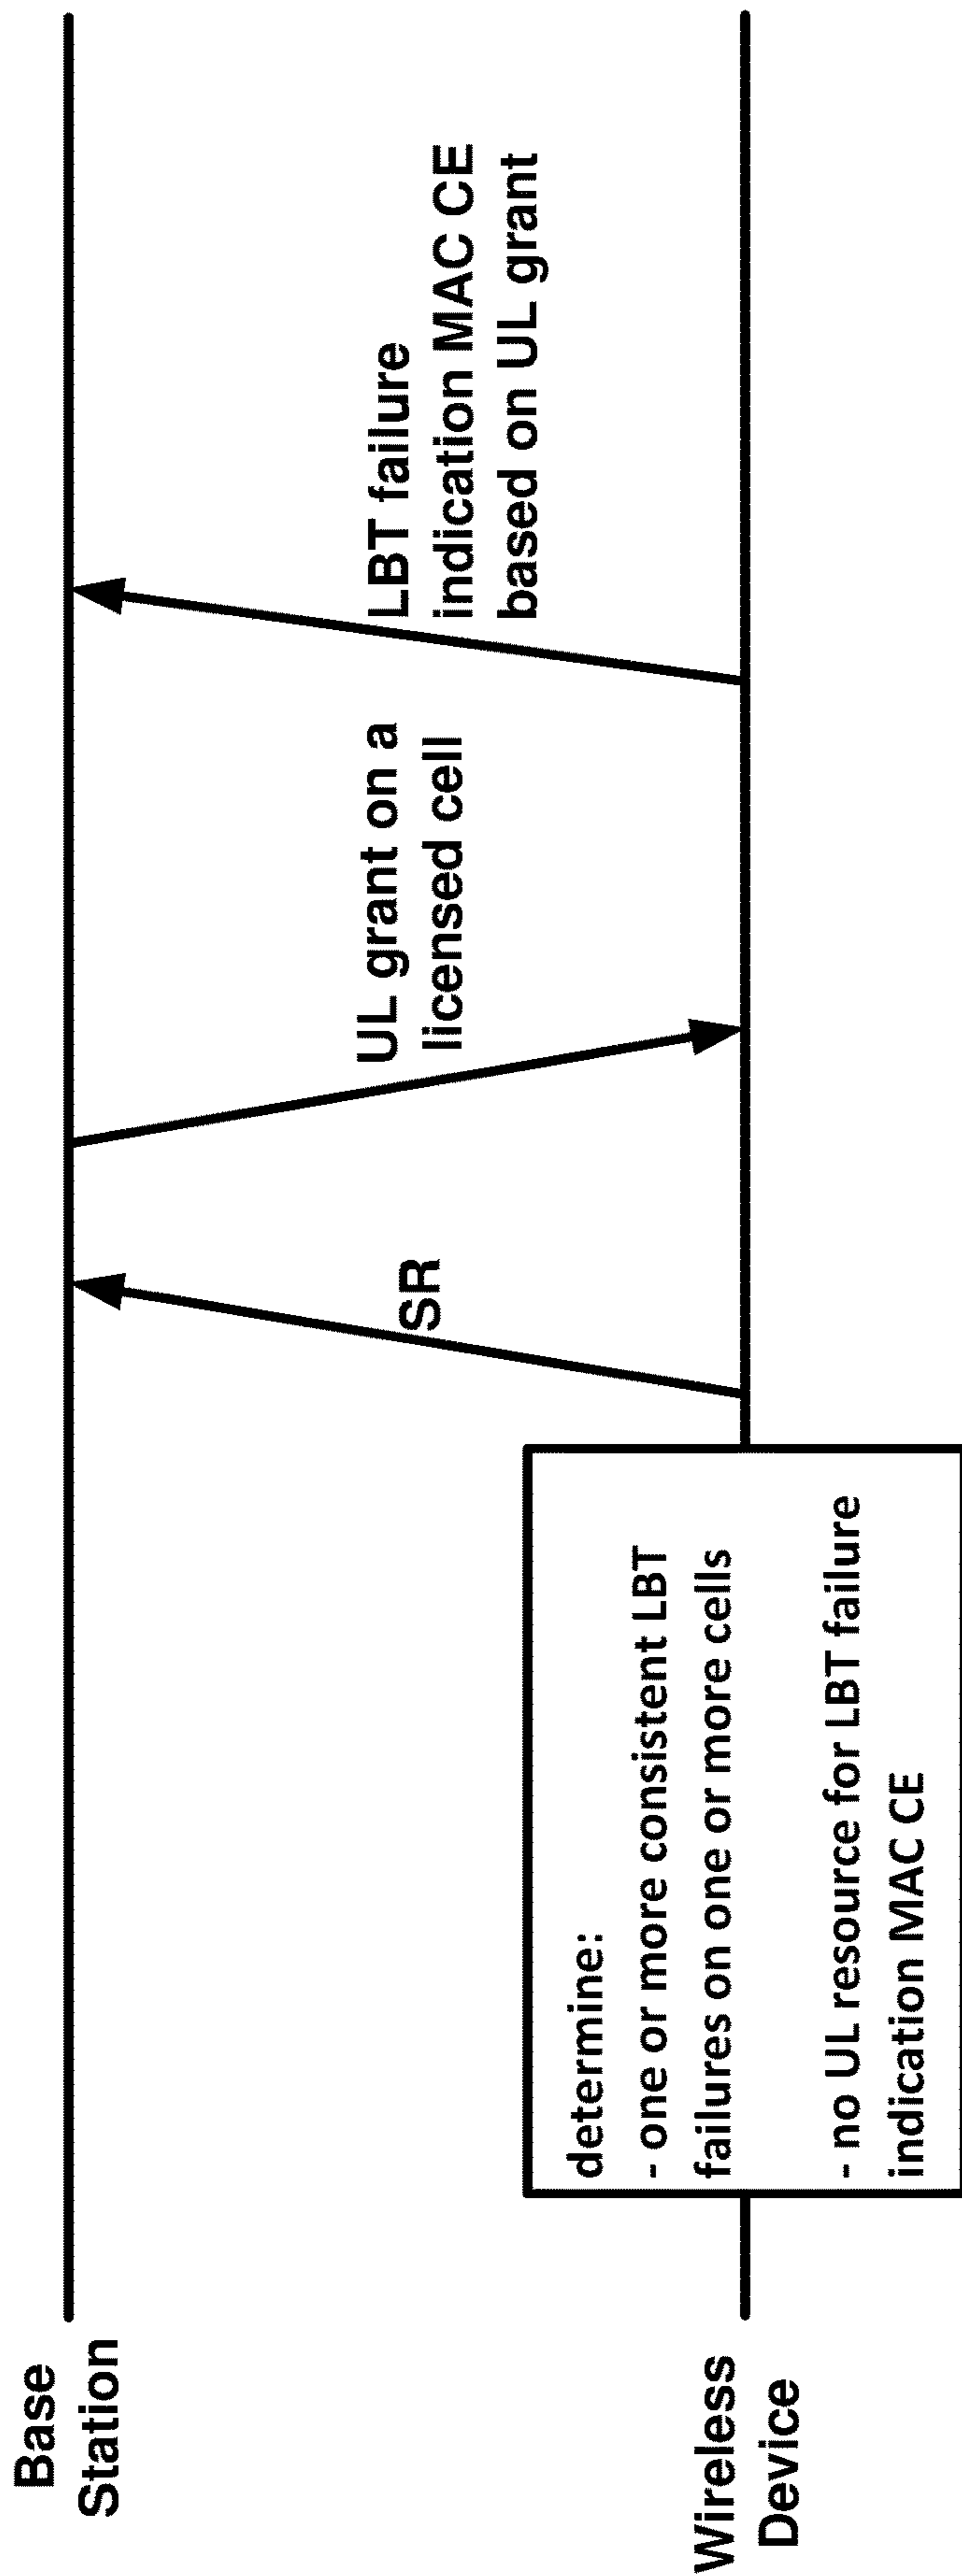 Base
Station
Wireless
Device
determine:
- one or more consistent LBT
failures on one or more cells
- no UL resource for LBT failure
indication MAC CE
SR
UL grant on a
licensed cell
LBT failure
indication MAC CE
based on UL grant